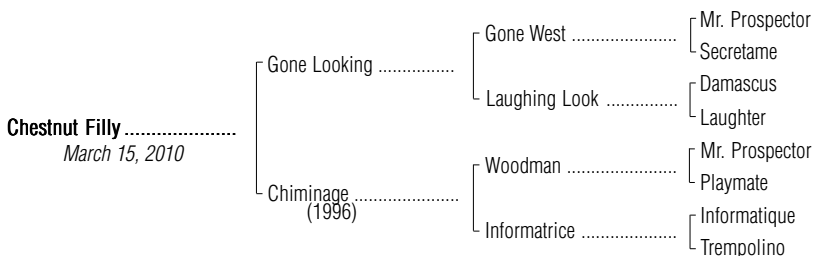 Mr. Prospector
Gone West ......................
Secretame
Gone Looking ................
Damascus
Laughing Look ...............
Laughter
Chestnut Filly ......................
March 15, 2010
Mr. Prospector
Woodman ......................
Playmate
Chiminage .....................
(1996)
Informatique
Informatrice ....................
Trempolino